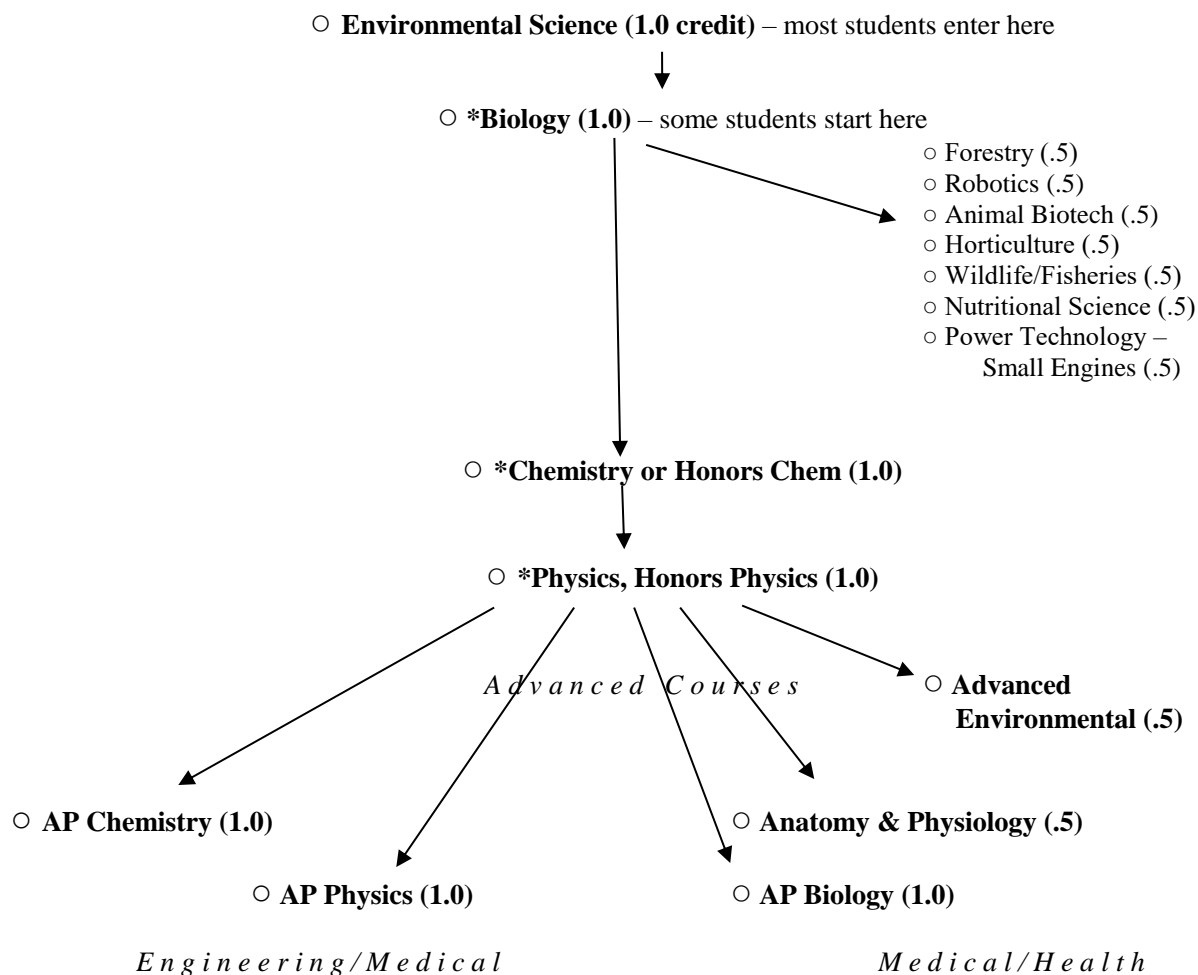 ○ Environmental Science (1.0 credit) – most students enter here
○ *Biology (1.0) – some students start here
○ Forestry (.5)
○ Robotics (.5)
○ Animal Biotech (.5)
○ Horticulture (.5)
○ Wildlife/Fisheries (.5)
○ Nutritional Science (.5)
○ Power Technology –
Small Engines (.5)
○ *Chemistry or Honors Chem (1.0)
○ *Physics, Honors Physics (1.0)
Advanced Courses
○ Advanced
Environmental (.5)
○ AP Chemistry (1.0)
○ Anatomy & Physiology (.5)
○ AP Physics (1.0)
○ AP Biology (1.0)
Engineering/Medical
Medical/Health